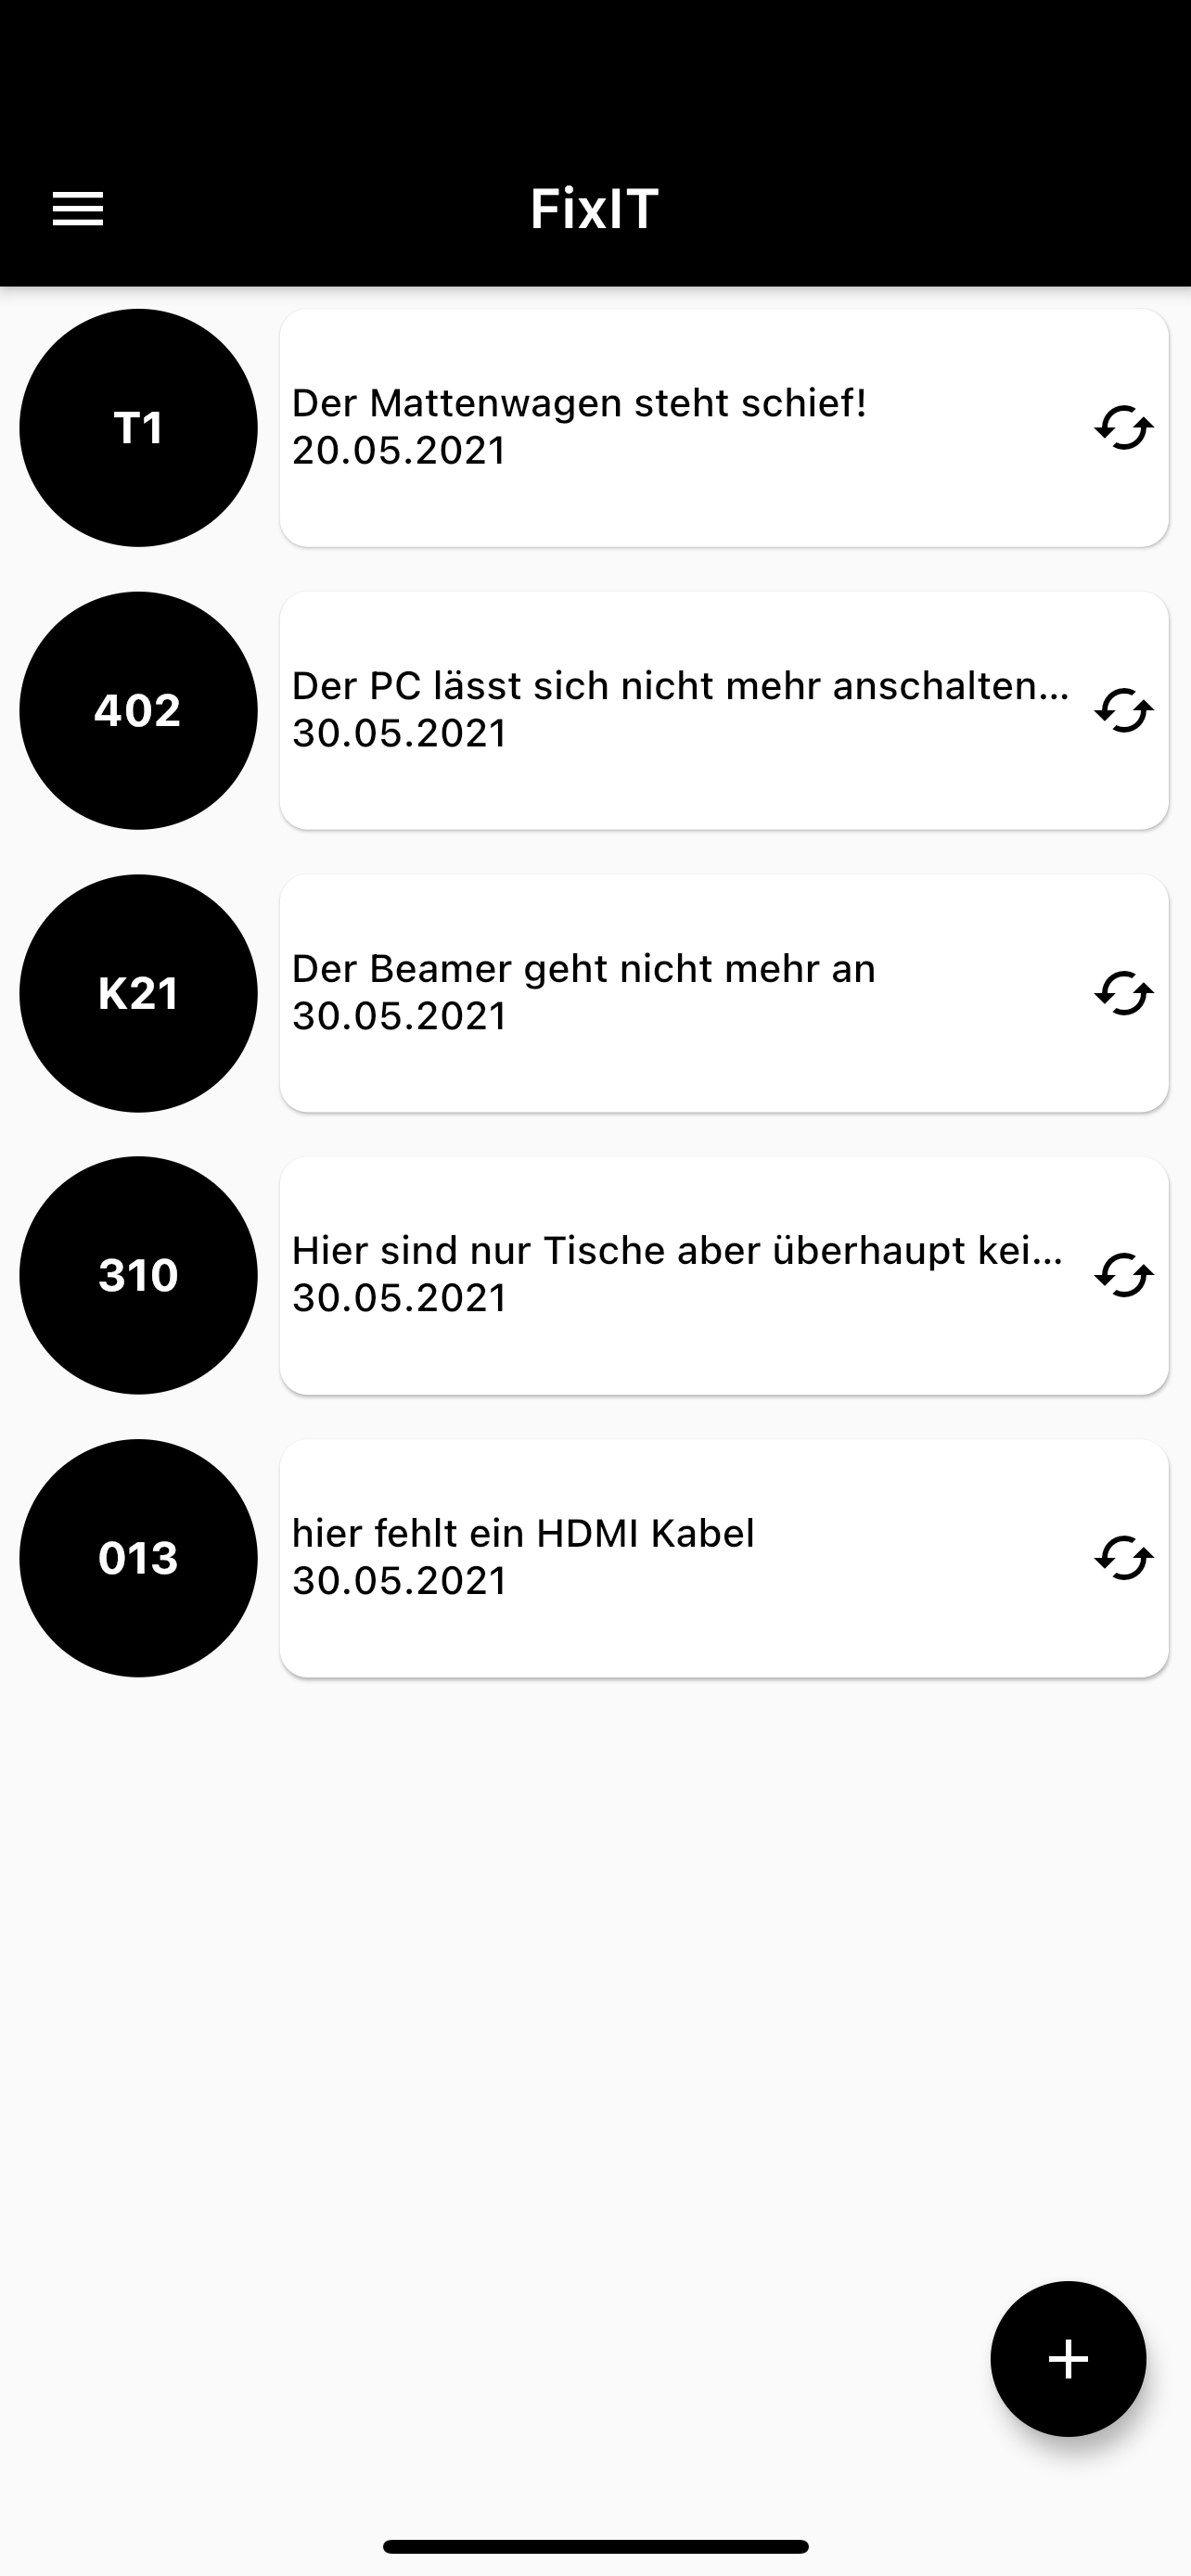 FixIT
T1
Der Mattenwagen steht schief!
20.05.2021
402
Der PC lässt sich nicht mehr anschalten...
30.05.2021
K21
Der Beamer geht nicht mehr an
30.05.2021
310
Hier sind nur Tische aber überhaupt kei...
30.05.2021
013
hier fehlt ein HDMI Kabel
30.05.2021